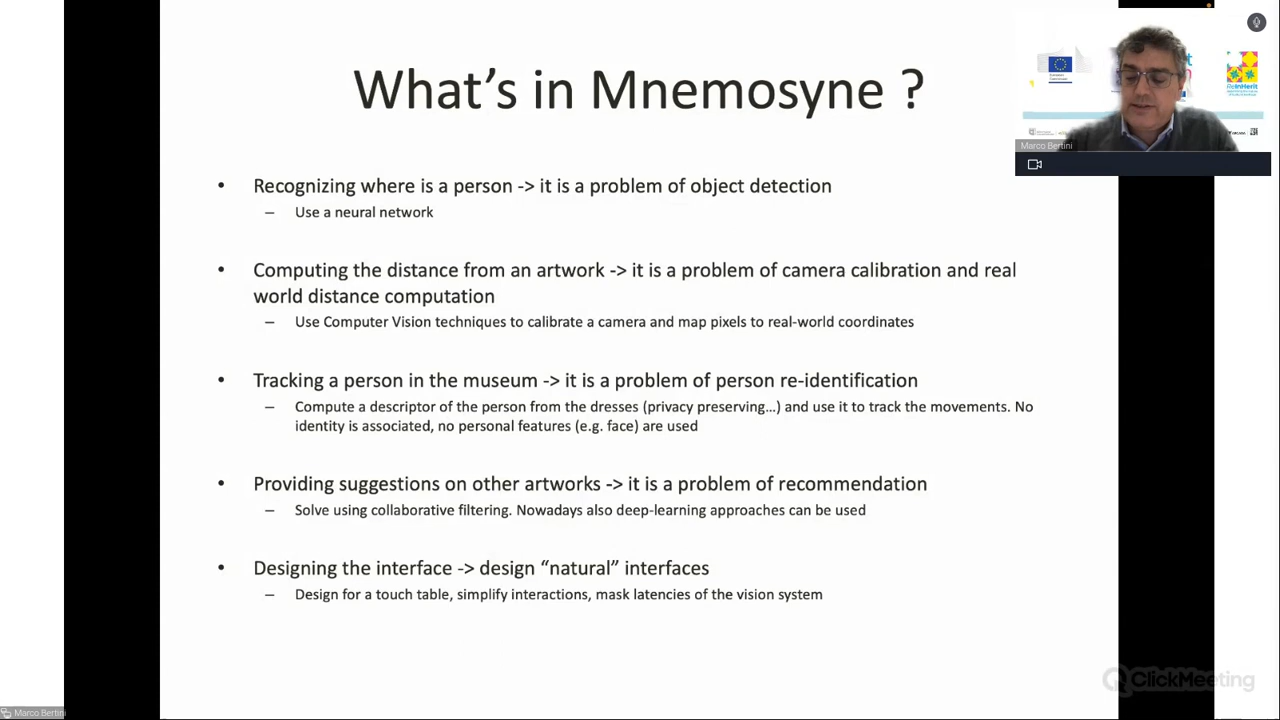 What's in Mnemosyne ?
• Recognizing where is a person -> it is a problem of object detection
– Use a neural network
• Computing the distance from an artwork -> it is a problem of camera calibration and real
world distance computation
– Use Computer Vision techniques to calibrate a camera and map pixels to real-world coordinates
• Tracking a person in the museum -> it is a problem of person re-identification
– Compute a descriptor of the person from the dresses (privacy preserving…) and use it to track the movements. No
identity is associated, no personal features (e.g. face) are used
• Providing suggestions on other artworks -> it is a problem of recommendation
– Solve using collaborative filtering. Nowadays also deep-learning approaches can be used
• Designing the interface -> design “natural” interfaces
– Design for a touch table, simplify interactions, mask latencies of the vision system
ReInHerit
Marco Bertini
ClickMeeting
Marco Bertini